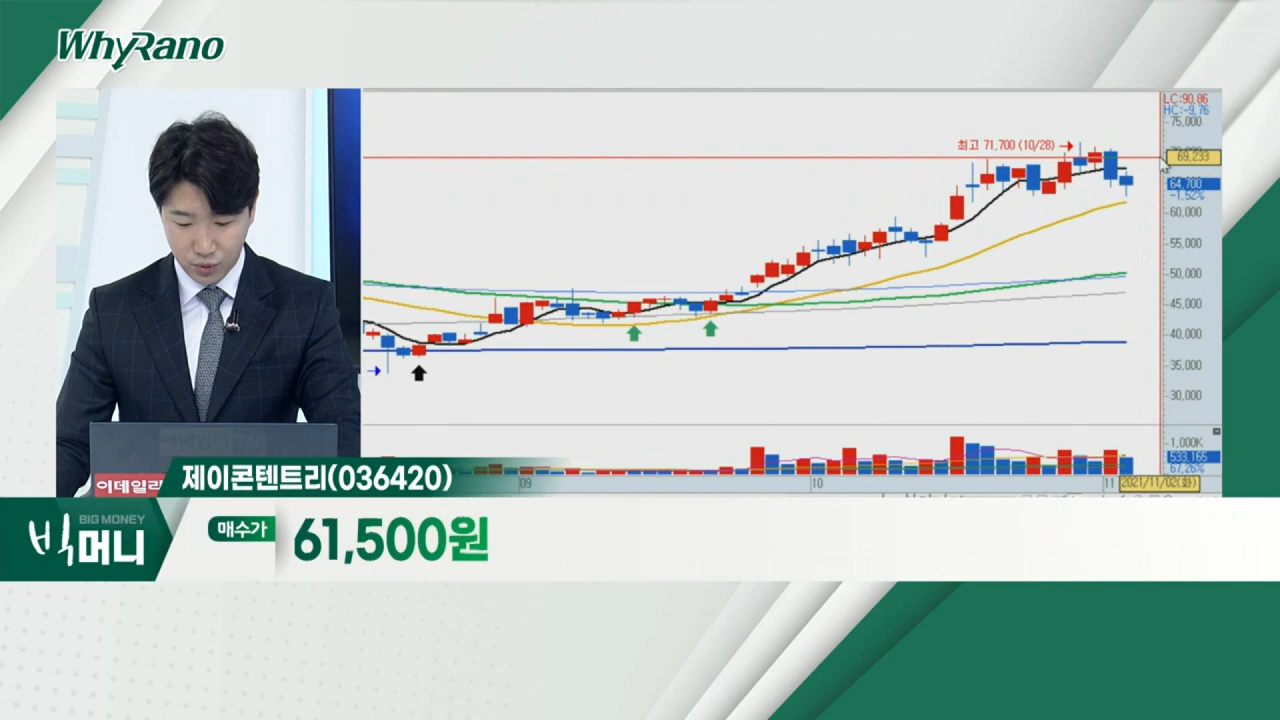 WhyRano
LC:90.86
HC:-9.76
75,000
최고 71,700 (10/28)
69,233
64,700
-1.52%
60,000
55,000
50,000
45,000
40,000
35,000
30,000
1,000K
533,165
67.26%
09
10
11
2021/11/02(화)
이데일리
제이콘텐트리(036420)
BIG MONEY
빅머니
매수가
61,500원